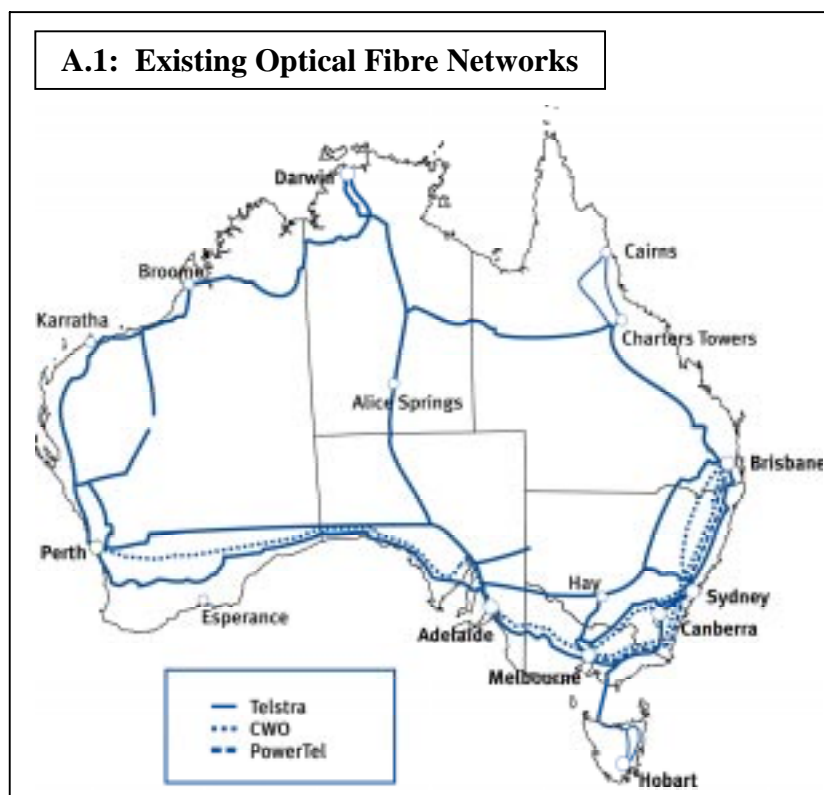 A.1: Existing Optical Fibre Networks
Darwin
Cairns
Broome
Karratha
Charters Towers
Alice Springs
Brisbane
Perth
Hay
Sydney
Esperance
Adelaide
Canberra
Melbourne
Telstra
CWO
PowerTel
Hobart